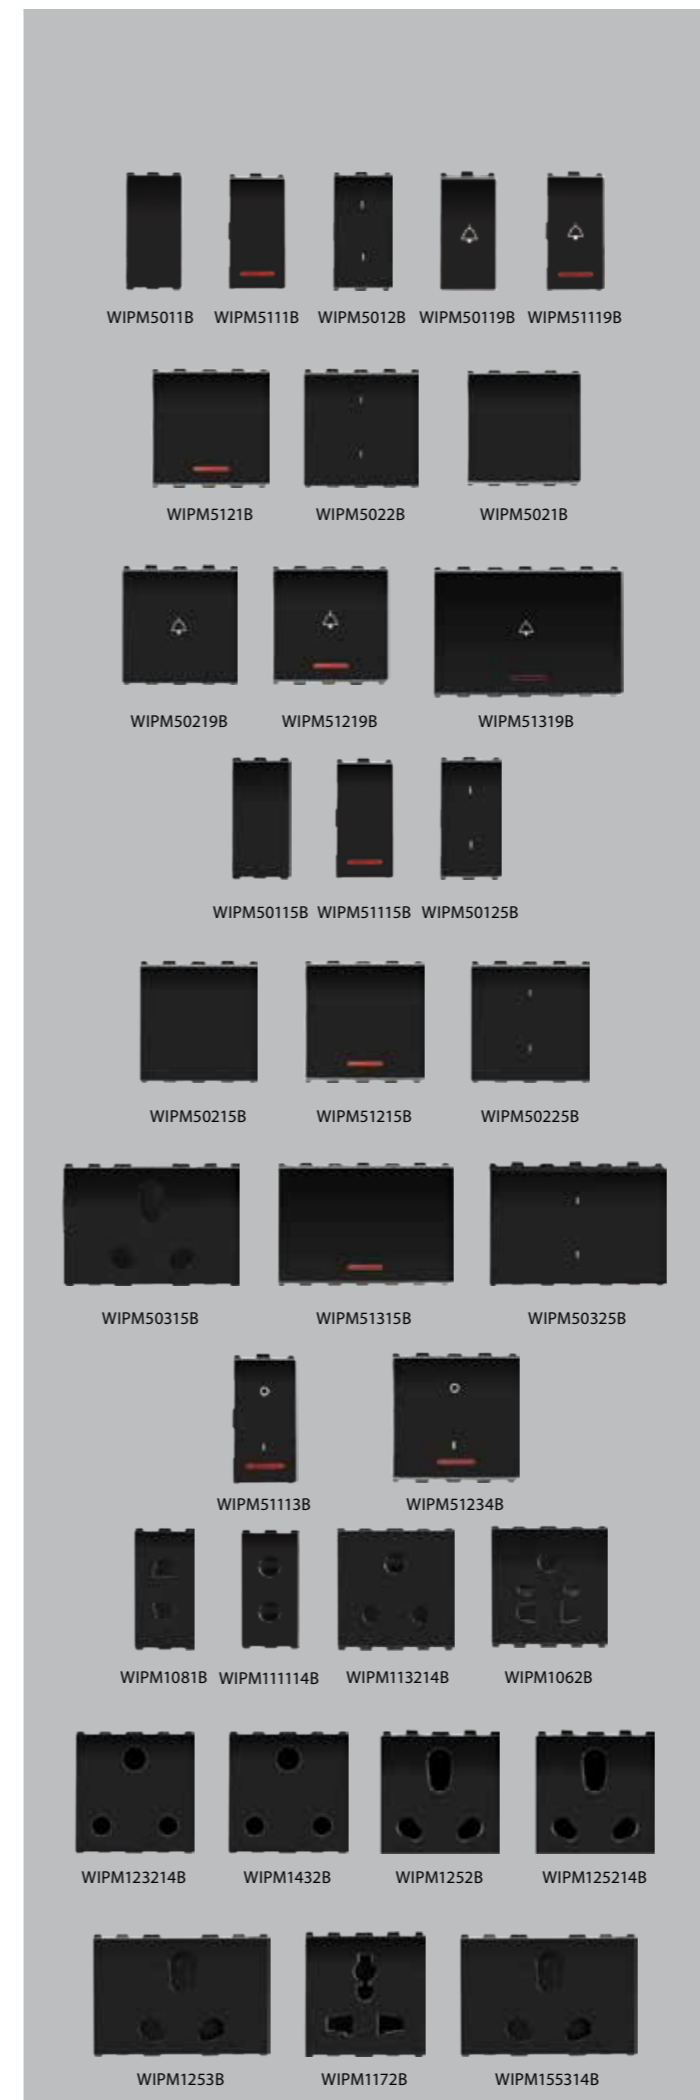 WIPM5011B WIPM5111B WIPM5012B WIPM50119B WIPM51119B
WIPM5121B WIPM5022B WIPM5021B
WIPM50219B WIPM51219B WIPM51319B
WIPM50115B WIPM51115B WIPM50125B
WIPM50215B WIPM51215B WIPM50225B
WIPM50315B WIPM51315B WIPM50325B
WIPM51113B WIPM51234B
WIPM1081B WIPM111114B WIPM113214B WIPM1062B
WIPM123214B WIPM1432B WIPM1252B WIPM125214B
WIPM1253B WIPM1172B WIPM155314B